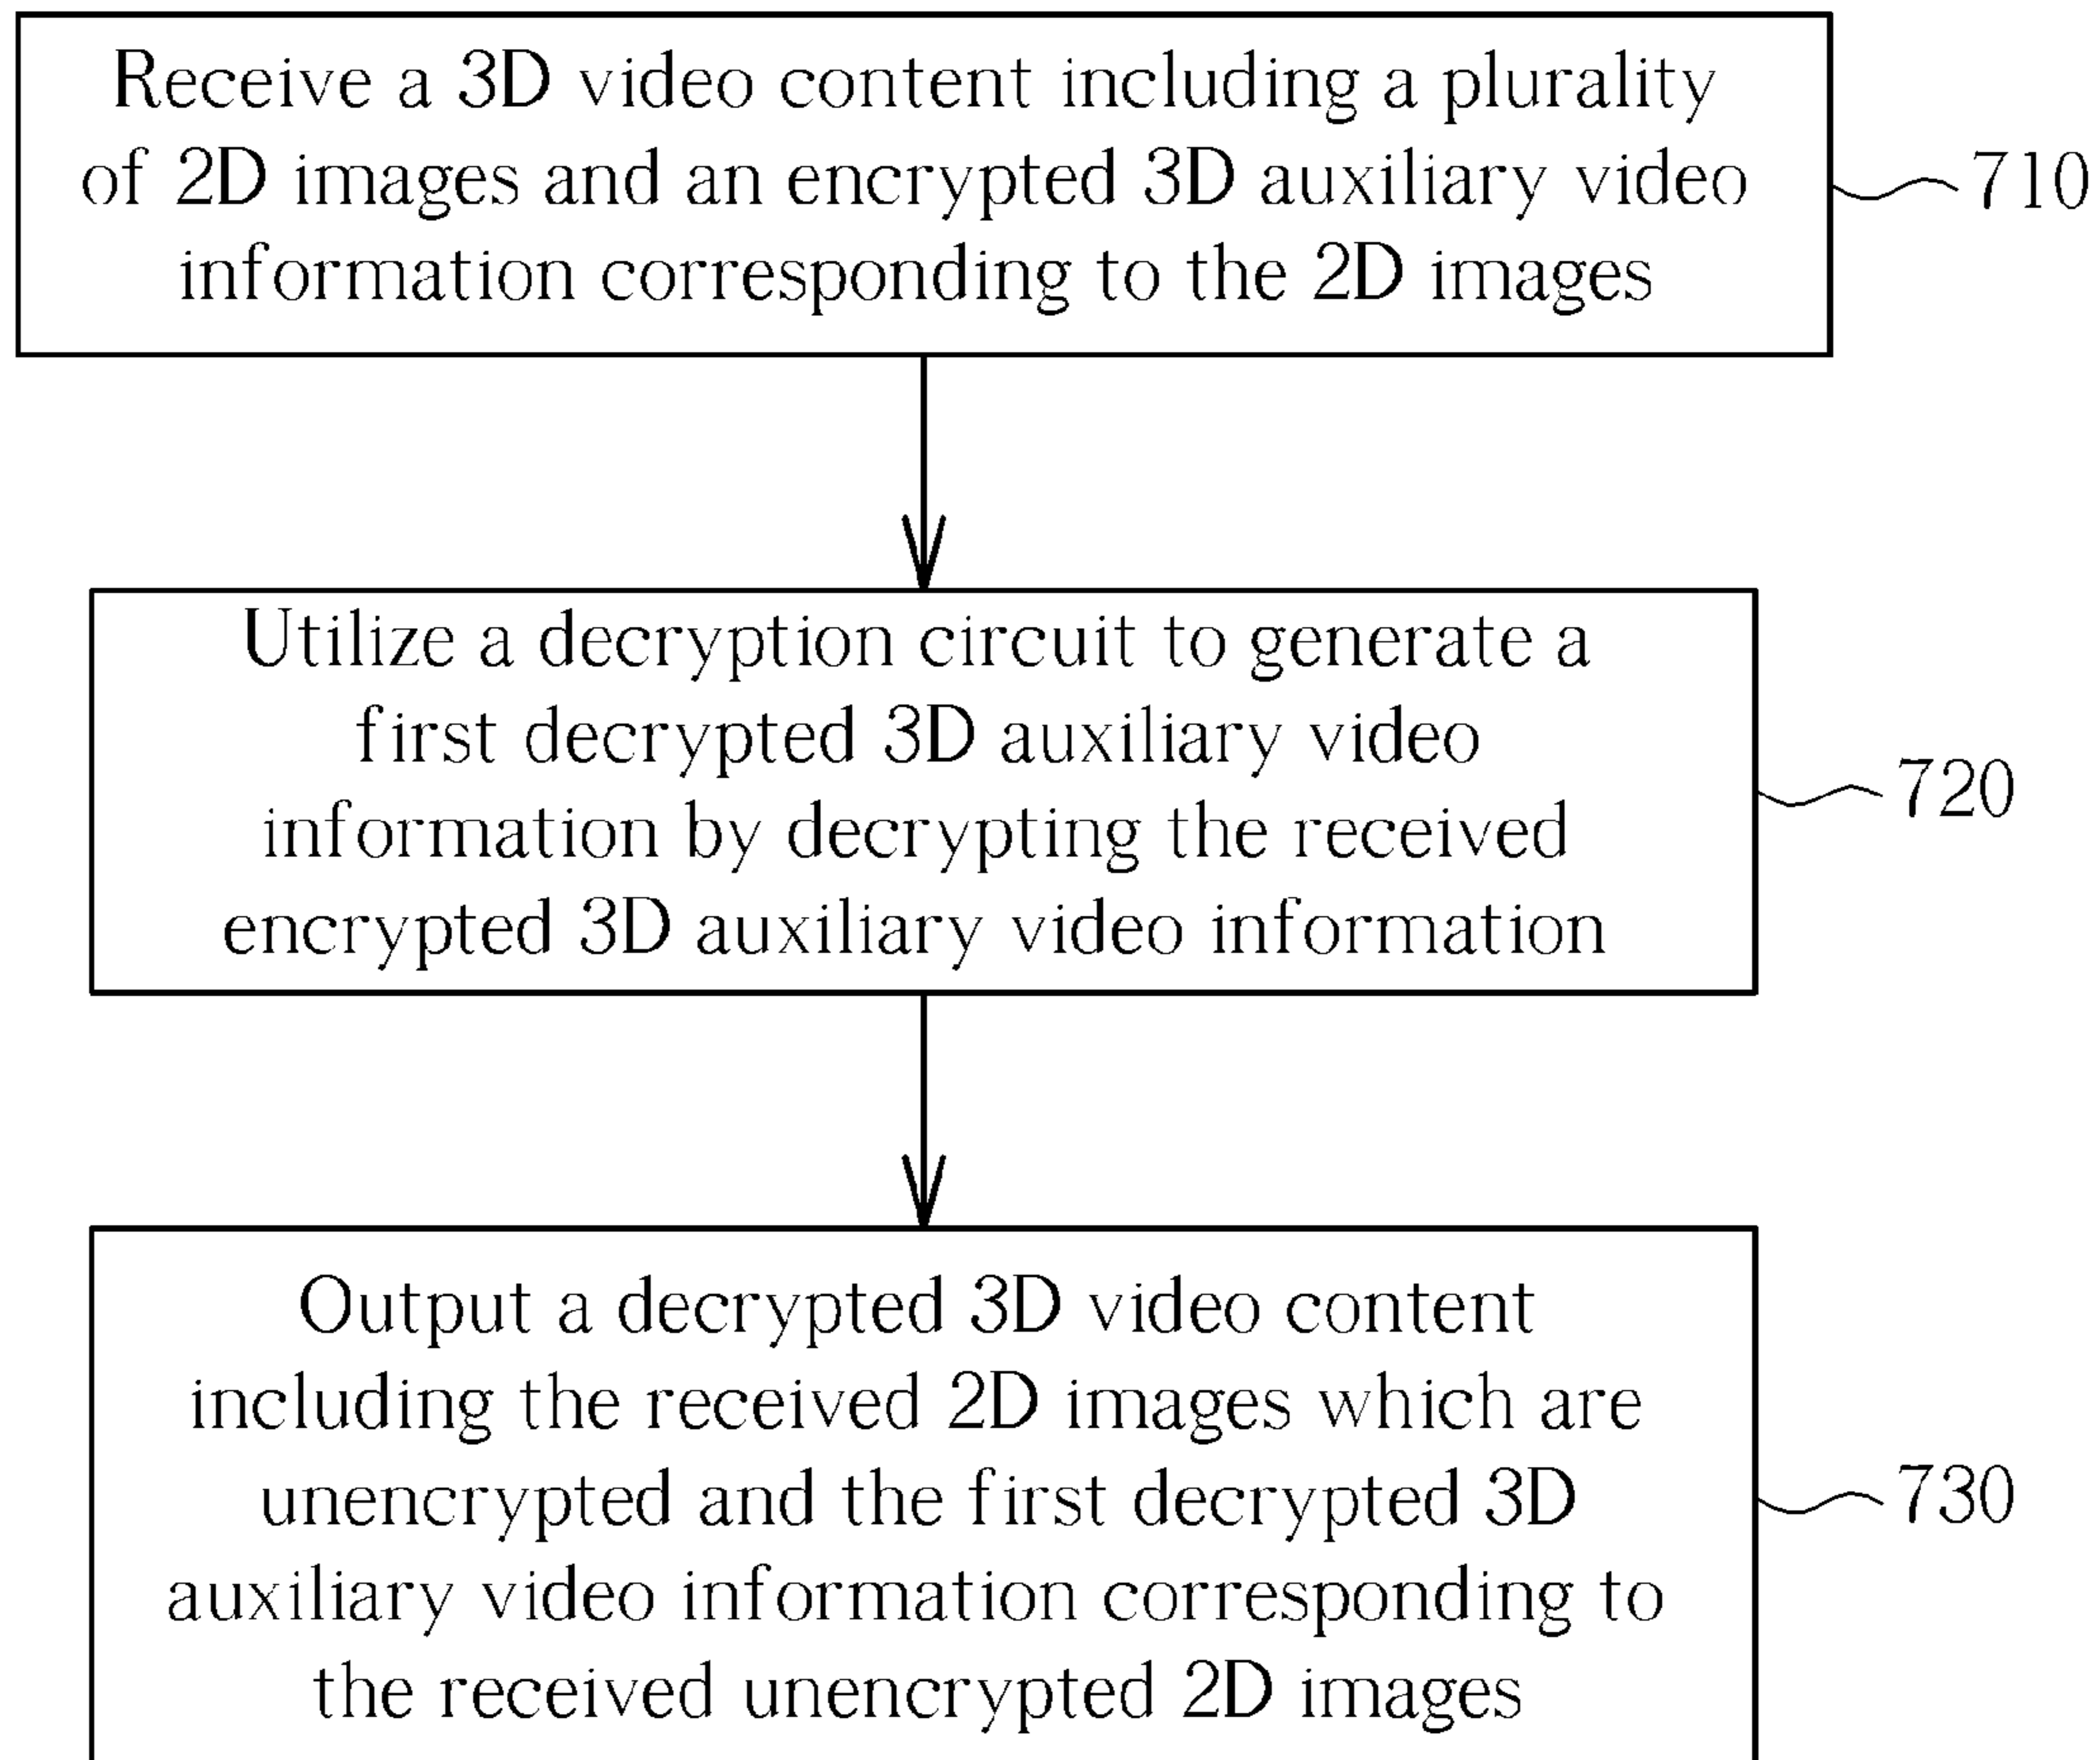 Receive a 3D video content including a plurality
of 2D images and an encrypted 3D auxiliary video
information corresponding to the 2D images
710
Utilize a decryption circuit to generate a
first decrypted 3D auxiliary video
information by decrypting the received
encrypted 3D auxiliary video information
720
Output a decrypted 3D video content
including the received 2D images which are
unencrypted and the first decrypted 3D
auxiliary video information corresponding to
the received unencrypted 2D images
730